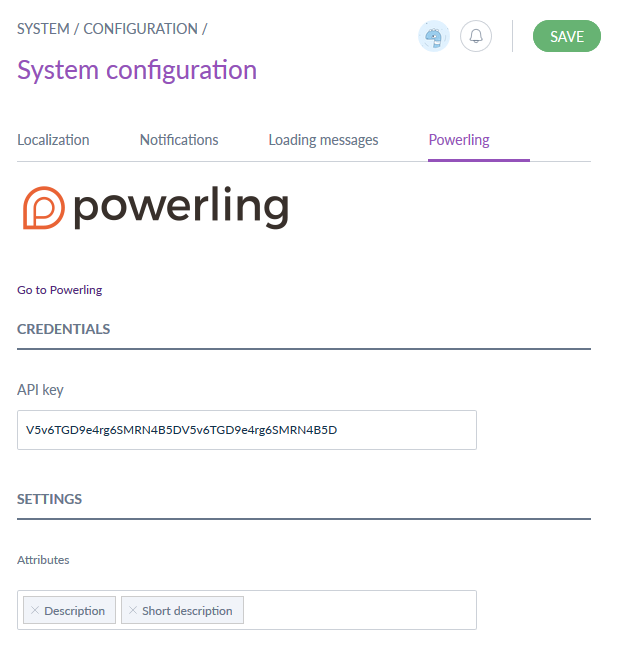 SYSTEM / CONFIGURATION /
SAVE
System configuration
Localization Notifications Loading messages Powerling
powerling
Go to Powerling
CREDENTIALS
API key
V5v6TGD9e4rg6SMRN4B5DV5v6TGD9e4rg6SMRN4B5D
SETTINGS
Attributes
× Description × Short description